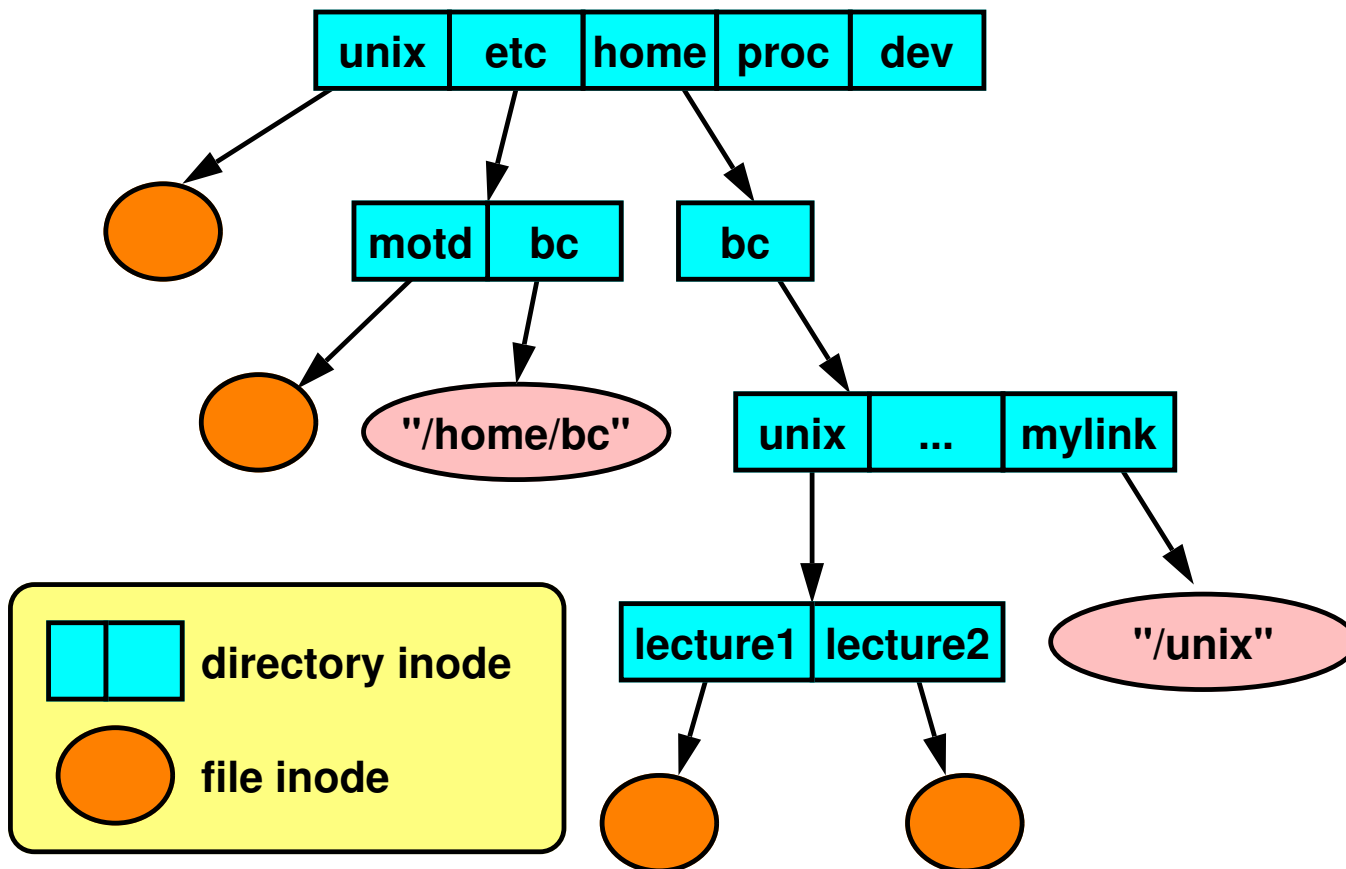 unix etc home proc dev
motd bc bc
"/home/bc"
unix ... mylink
lecture1 lecture2 "/unix"
directory inode
file inode